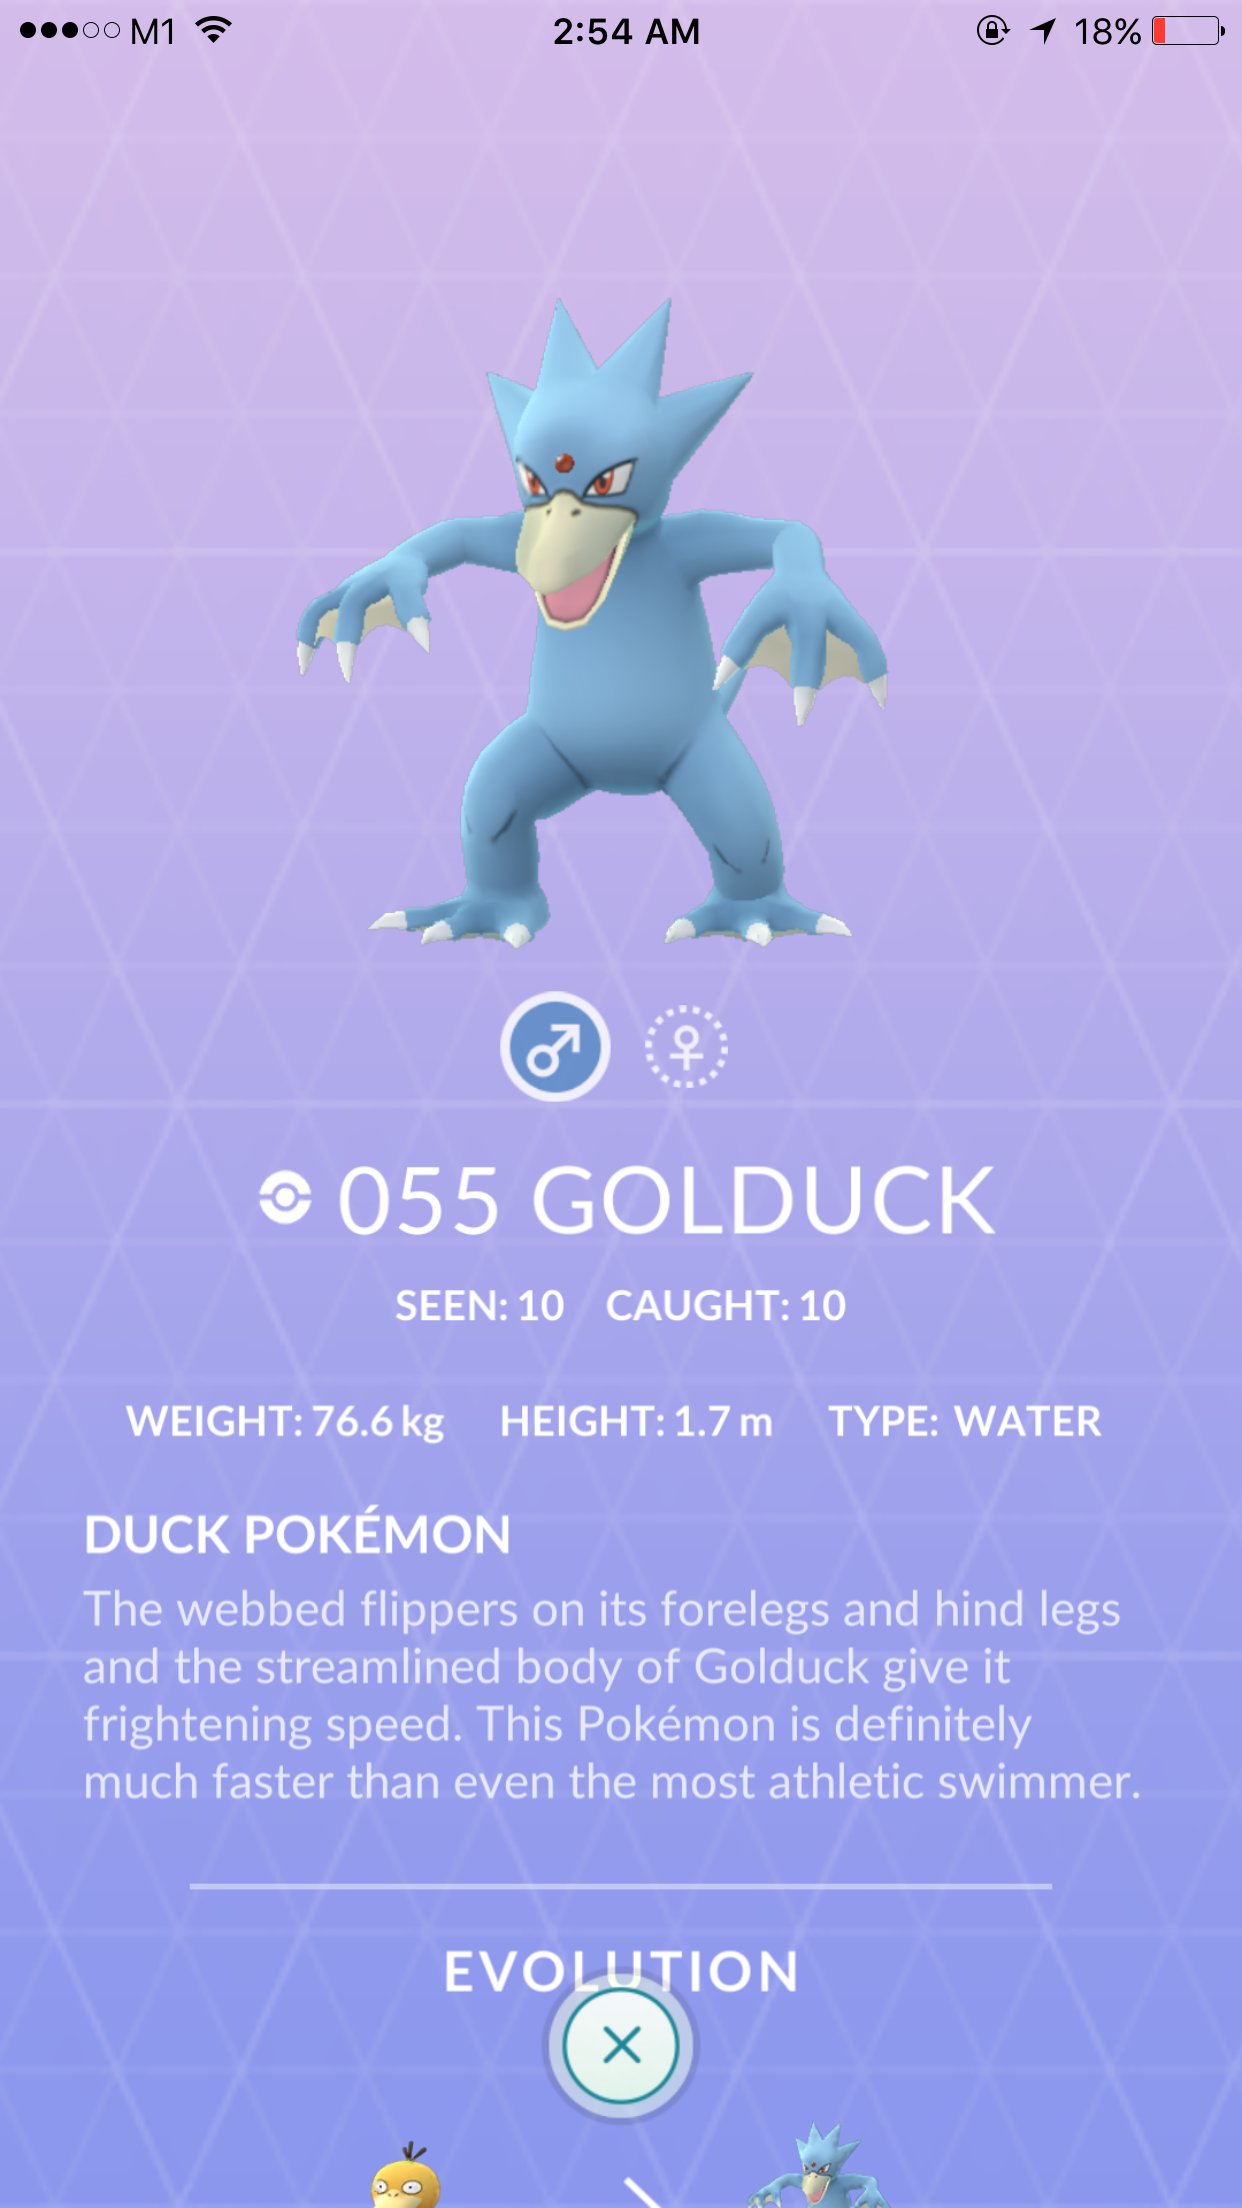 M1 2:54 AM 18%
055 GOLDUCK
SEEN: 10 CAUGHT: 10
WEIGHT: 76.6 kg HEIGHT: 1.7 m TYPE: WATER
DUCK POKÉMON
The webbed flippers on its forelegs and hind legs
and the streamlined body of Golduck give it
frightening speed. This Pokémon is definitely
much faster than even the most athletic swimmer.
EVOLUTION